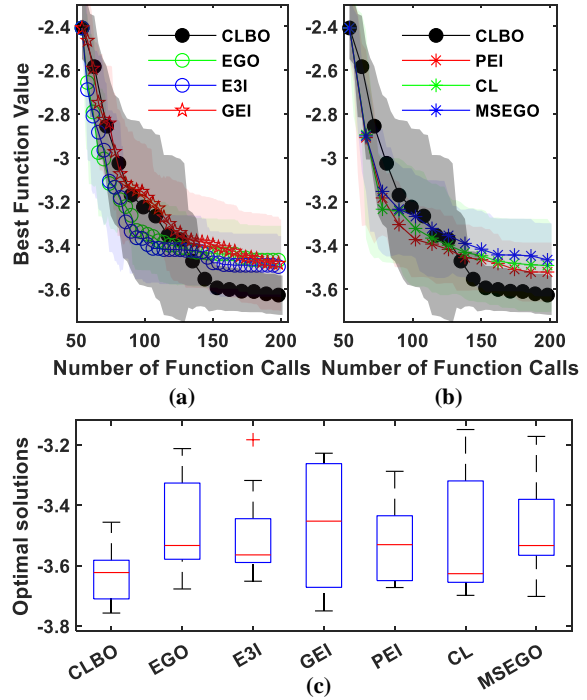 -2.4
-2.6
-2.8
-3
-3.2
-3.4
-3.6
Best Function Value
CLBO
EGO
E3I
GEI
50 100 150 200
Number of Function Calls
(a)
-2.4
-2.6
-2.8
-3
-3.2
-3.4
-3.6
CLBO
PEI
CL
MSEGO
50 100 150 200
Number of Function Calls
(b)
-3.2
-3.4
-3.6
-3.8
Optimal solutions
CLBO EGO E3I GEI PEI CL MSEGO
(c)